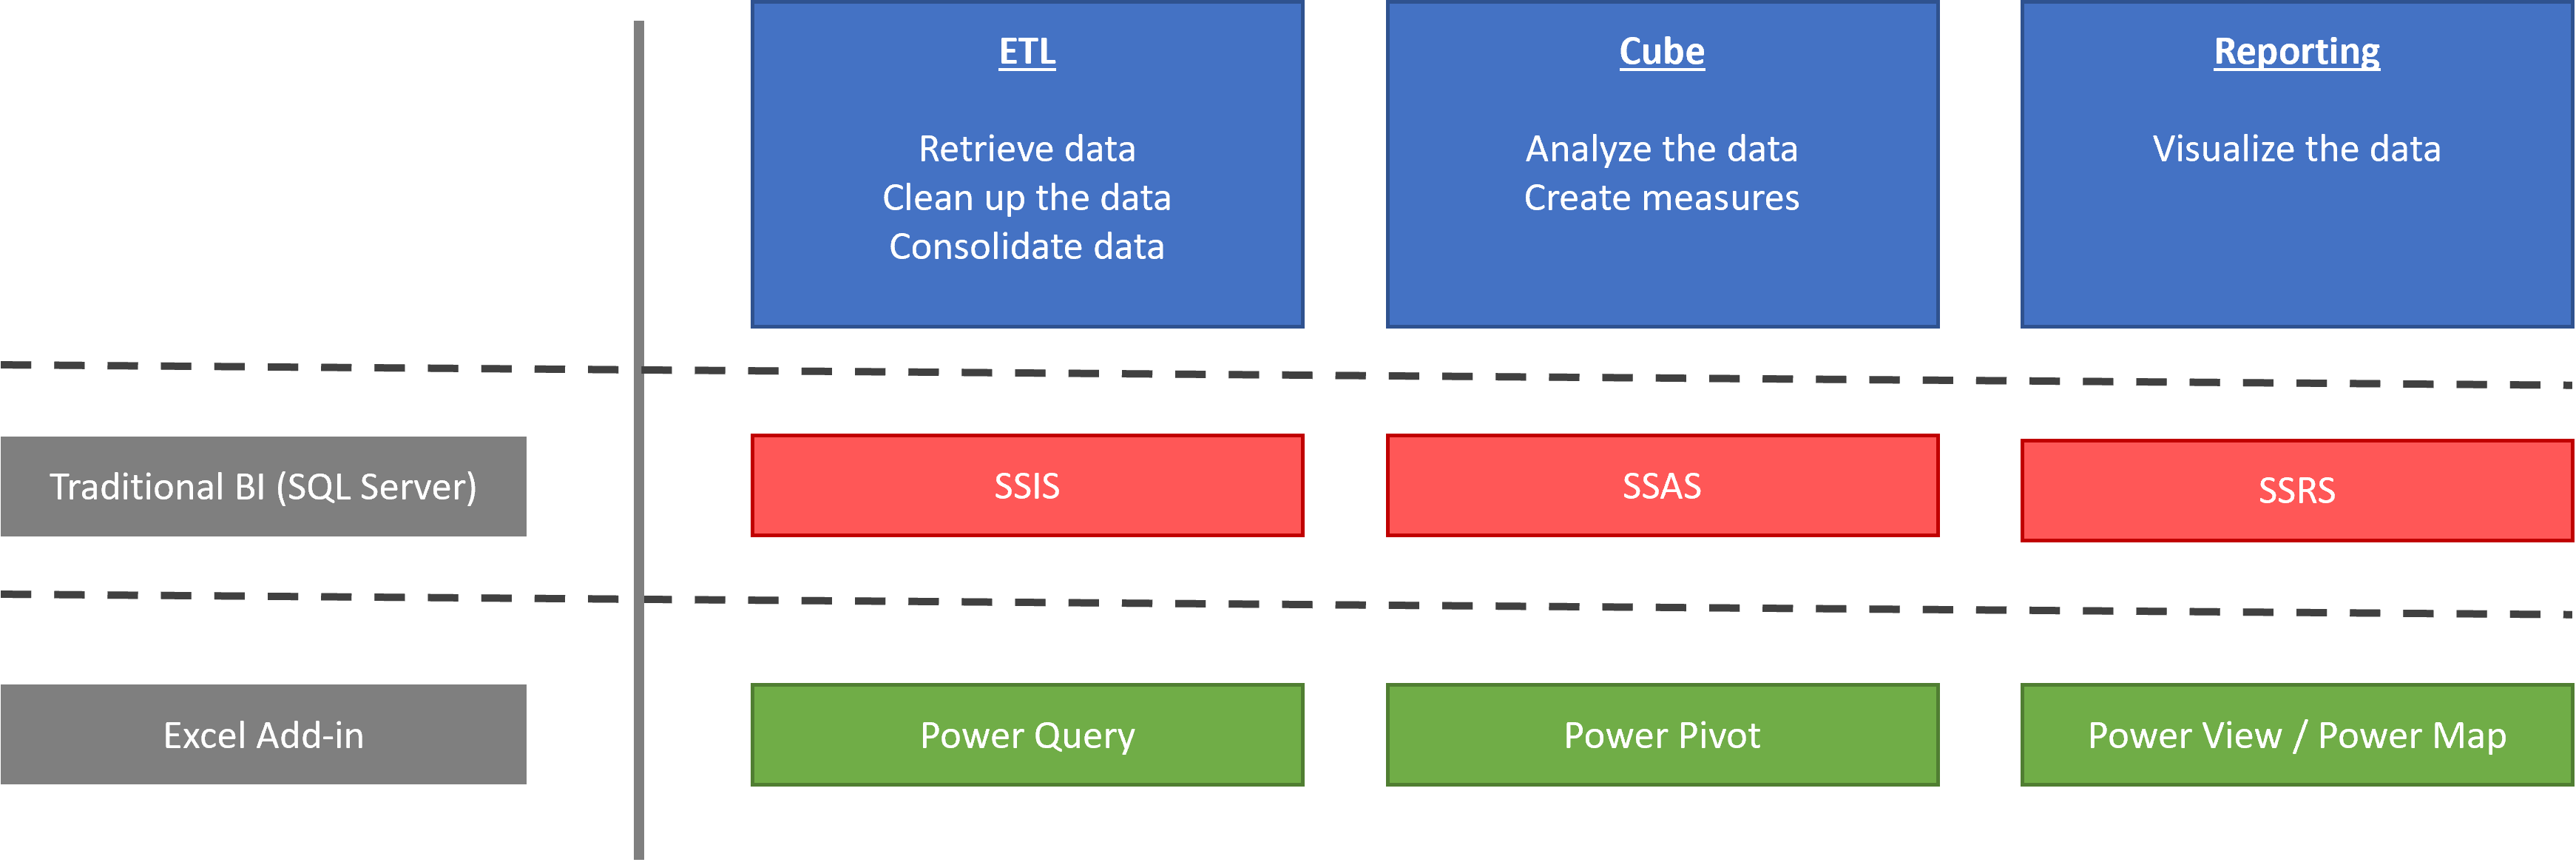 ETL
Retrieve data
Clean up the data
Consolidate data
Cube
Analyze the data
Create measures
Reporting
Visualize the data
Traditional BI (SQL Server)
SSIS
SSAS
SSRS
Excel Add-in
Power Query
Power Pivot
Power View / Power Map